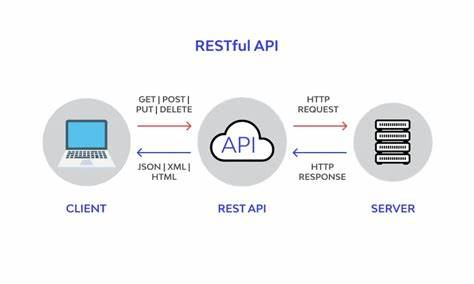 RESTful API
GET | POST |
PUT | DELETE
JSON | XML |
HTML
API
HTTP
REQUEST
HTTP
RESPONSE
CLIENT
REST API
SERVER